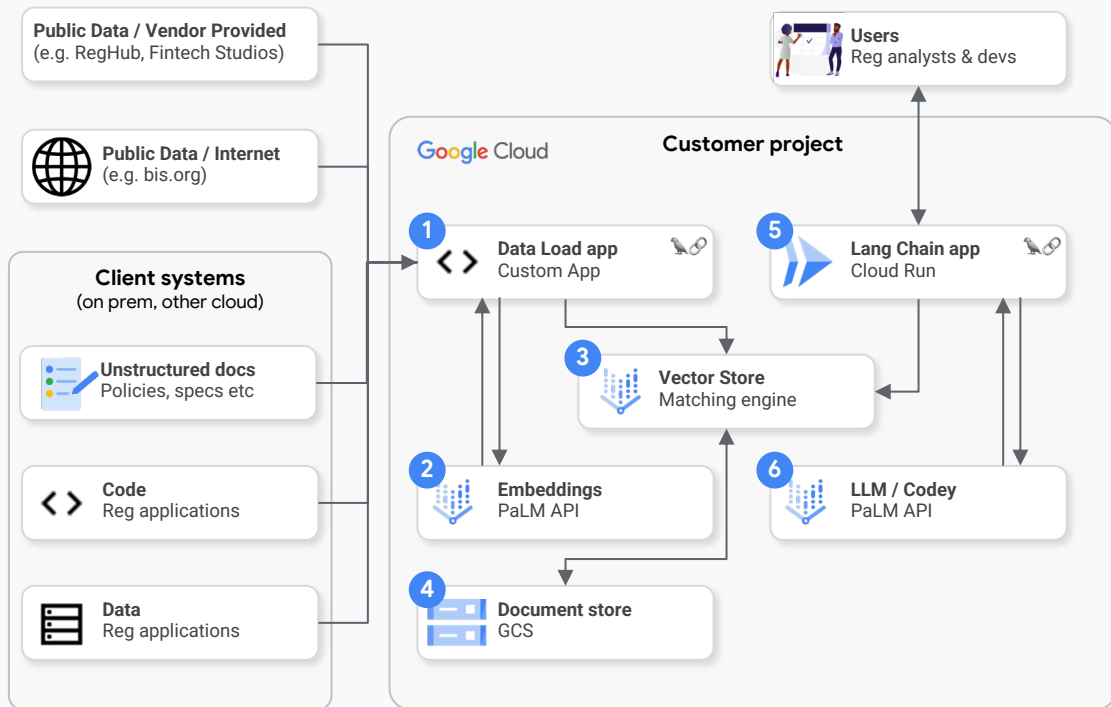 Public Data / Vendor Provided
(e.g. RegHub, Fintech Studios)
Users
Reg analysts & devs
Public Data / Internet
(e.g. bis.org)
Google Cloud
Customer project
1
Data Load app
Custom App
5
Lang Chain app
Cloud Run
Client systems
(on prem, other cloud)
3
Vector Store
Matching engine
Unstructured docs
Policies, specs etc
2
Embeddings
PaLM API
6
LLM / Codey
PaLM API
Code
Reg applications
4
Document store
GCS
Data
Reg applications